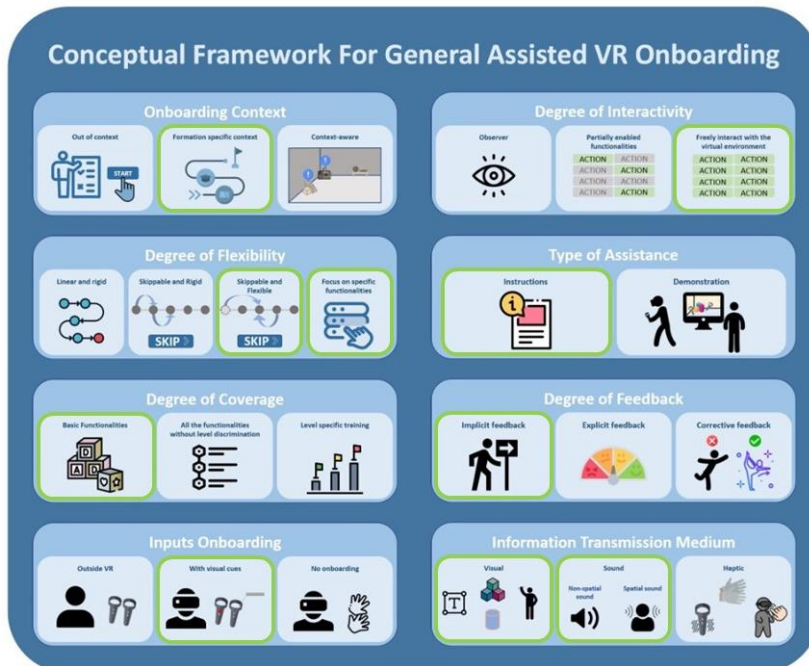 Conceptual Framework For General Assisted VR Onboarding
Onboarding Context
Out of context
START
Formation specific context
Context-aware
Degree of Interactivity
Observer
Partially enabled
functionalities
ACTION ACTION
ACTION ACTION
ACTION ACTION
ACTION ACTION
Freely interact with the
virtual environment
ACTION ACTION
ACTION ACTION
ACTION ACTION
ACTION ACTION
Degree of Flexibility
Linear and rigid
Skippable and Rigid
SKIP
Skippable and
Flexible
SKIP
Focus on specific
functionalities
Type of Assistance
Instructions
i
Demonstration
Degree of Coverage
Basic Functionalities
A
D
All the functionalities
without level discrimination
Level specific training
Degree of Feedback
Implicit feedback
Explicit feedback
Corrective feedback
Inputs Onboarding
Outside VR
With visual cues
No onboarding
Information Transmission Medium
Visual
T
Sound
Non-spatial
sound
Spatial sound
Haptic